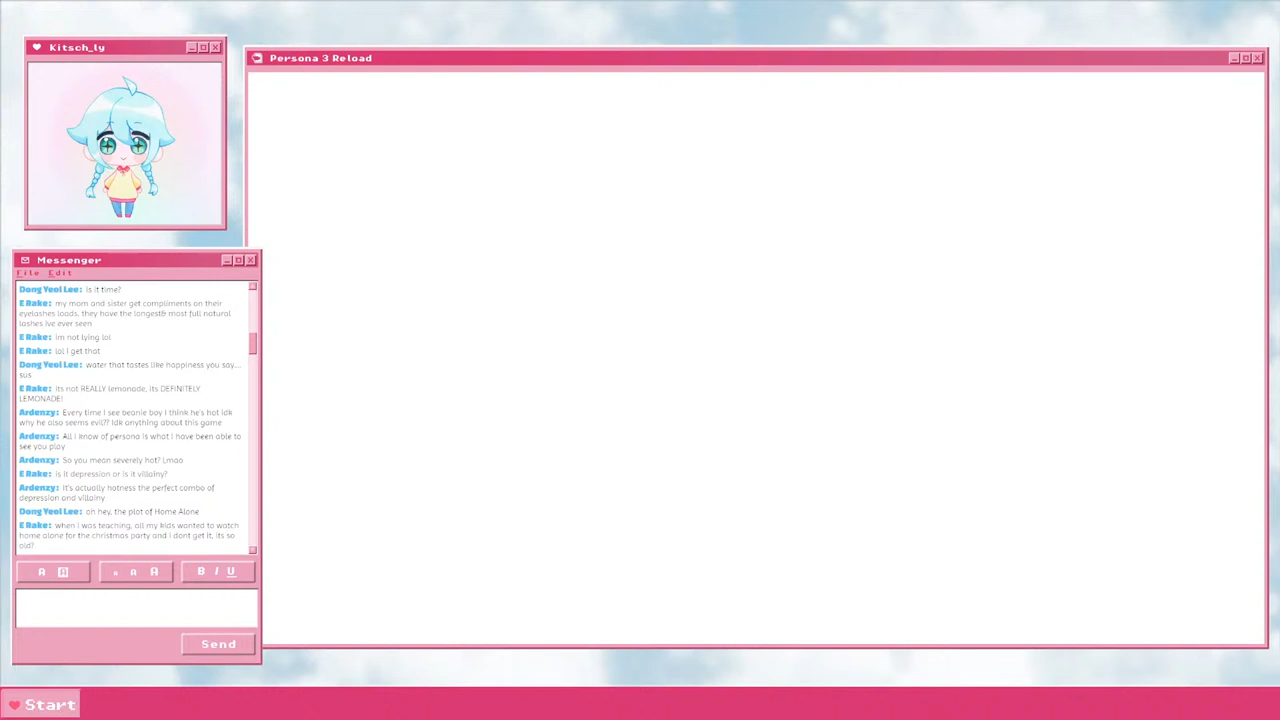 Kitsch_ly
Persona 3 Reload
Messenger
File Edit
Dong Yeol Lee: is it time?
E Rake: my mom and sister get compliments on their
eyelashes loads, they have the longest& most full natural
lashes ive ever seen
E Rake: im not lying lol
E Rake: lol I get that
Dong Yeol Lee: water that tastes like happiness you say....
sus
E Rake: its not REALLY lemonade, its DEFINITELY
LEMONADE!
Ardenzy: Every time I see beanie boy I think he's hot idk
why he also seems evil?? Idk anything about this game
Ardenzy: All I know of persona is what I have been able to
see you play
Ardenzy: So you mean severely hot? Lmao
E Rake: is it depression or is it villainy?
Ardenzy: It's actually hotness the perfect combo of
depression and villainy
Dong Yeol Lee: oh hey, the plot of Home Alone
E Rake: when I was teaching, all my kids wanted to watch
home alone for the christmas party and I dont get it, its so
old?
A A a A A B I U
Send
Start